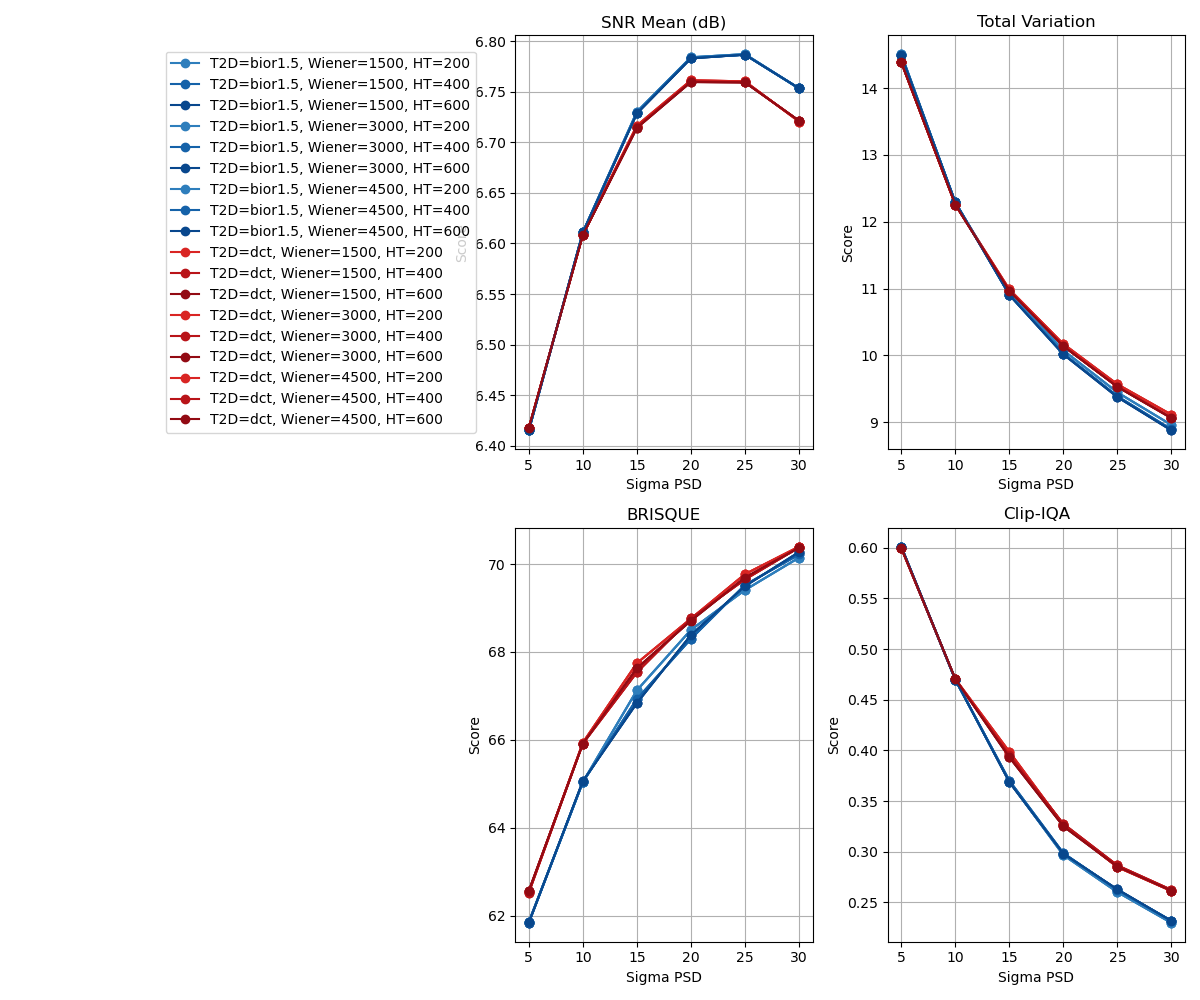 SNR Mean (dB)
Total Variation
T2D=bior1.5, Wiener=1500, HT=200
T2D=bior1.5, Wiener=1500, HT=400
T2D=bior1.5, Wiener=1500, HT=600
T2D=bior1.5, Wiener=3000, HT=200
T2D=bior1.5, Wiener=3000, HT=400
T2D=bior1.5, Wiener=3000, HT=600
T2D=bior1.5, Wiener=4500, HT=200
T2D=bior1.5, Wiener=4500, HT=400
T2D=bior1.5, Wiener=4500, HT=600
T2D=dct, Wiener=1500, HT=200
T2D=dct, Wiener=1500, HT=400
T2D=dct, Wiener=1500, HT=600
T2D=dct, Wiener=3000, HT=200
T2D=dct, Wiener=3000, HT=400
T2D=dct, Wiener=3000, HT=600
T2D=dct, Wiener=4500, HT=200
T2D=dct, Wiener=4500, HT=400
T2D=dct, Wiener=4500, HT=600
Score
6.80
6.75
6.70
6.65
6.60
6.55
6.50
6.45
6.40
5 10 15 20 25 30
Sigma PSD
Score
14
13
12
11
10
9
5 10 15 20 25 30
Sigma PSD
BRISQUE
Score
70
68
66
64
62
5 10 15 20 25 30
Sigma PSD
Clip-IQA
Score
0.60
0.55
0.50
0.45
0.40
0.35
0.30
0.25
5 10 15 20 25 30
Sigma PSD